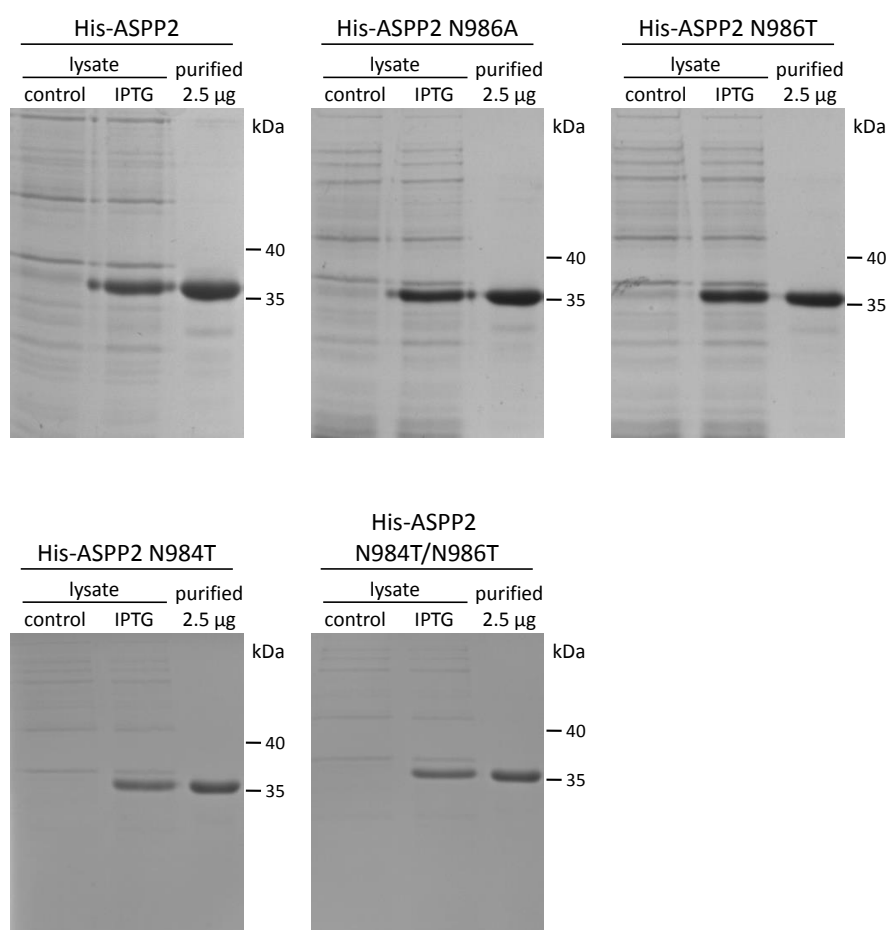 His-ASPP2
lysate
purified
control IPTG 2.5 µg
kDa
40
35
His-ASPP2 N986A
lysate
purified
control IPTG 2.5 µg
kDa
40
35
His-ASPP2 N986T
lysate
purified
control IPTG 2.5 µg
kDa
40
35
His-ASPP2 N984T
lysate
purified
control IPTG 2.5 µg
kDa
40
35
His-ASPP2
N984T/N986T
lysate
purified
control IPTG 2.5 µg
kDa
40
35